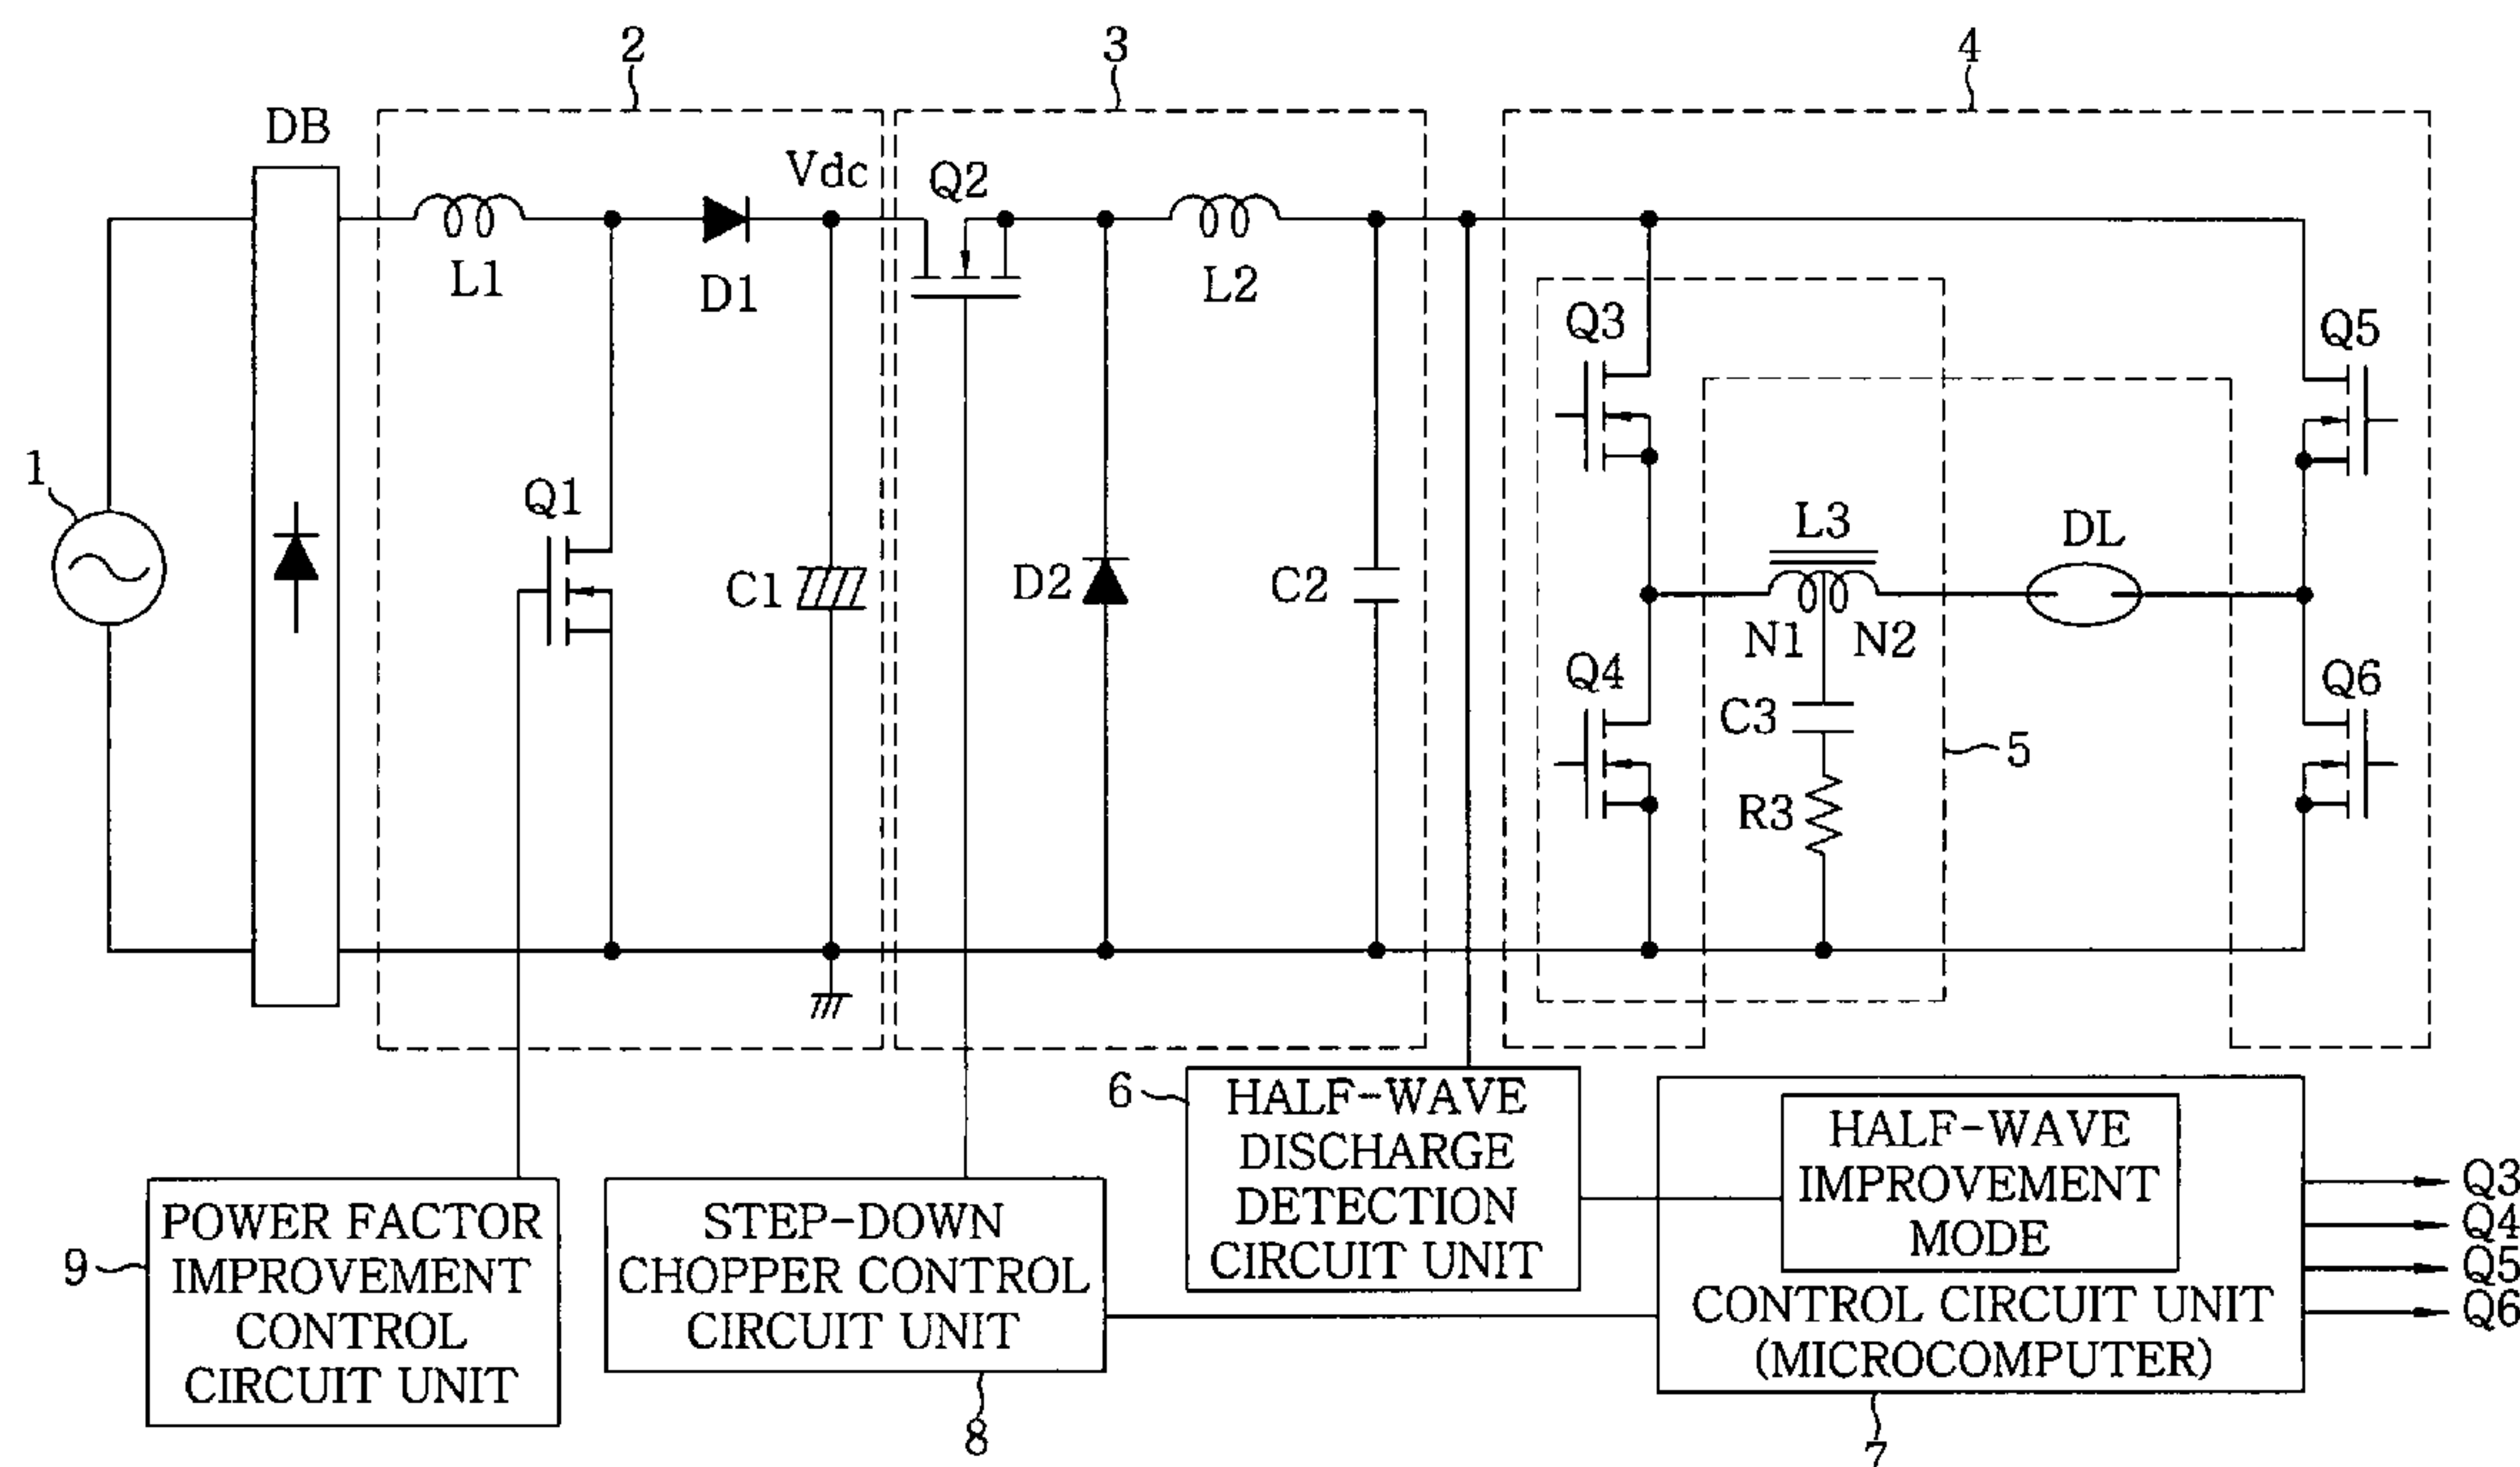 2
3
4
DB
Vdc
Q2
L1
D1
L2
Q3
Q5
1
Q1
L3
DL
C1
D2
C2
N1
N2
Q4
Q6
C3
5
R3
6
HALF-WAVE
DISCHARGE
DETECTION
CIRCUIT UNIT
HALF-WAVE
IMPROVEMENT
MODE
CONTROL CIRCUIT UNIT
(MICROCOMPUTER)
Q3
Q4
Q5
Q6
9
POWER FACTOR
IMPROVEMENT
CONTROL
CIRCUIT UNIT
STEP-DOWN
CHOPPER CONTROL
CIRCUIT UNIT
8
7